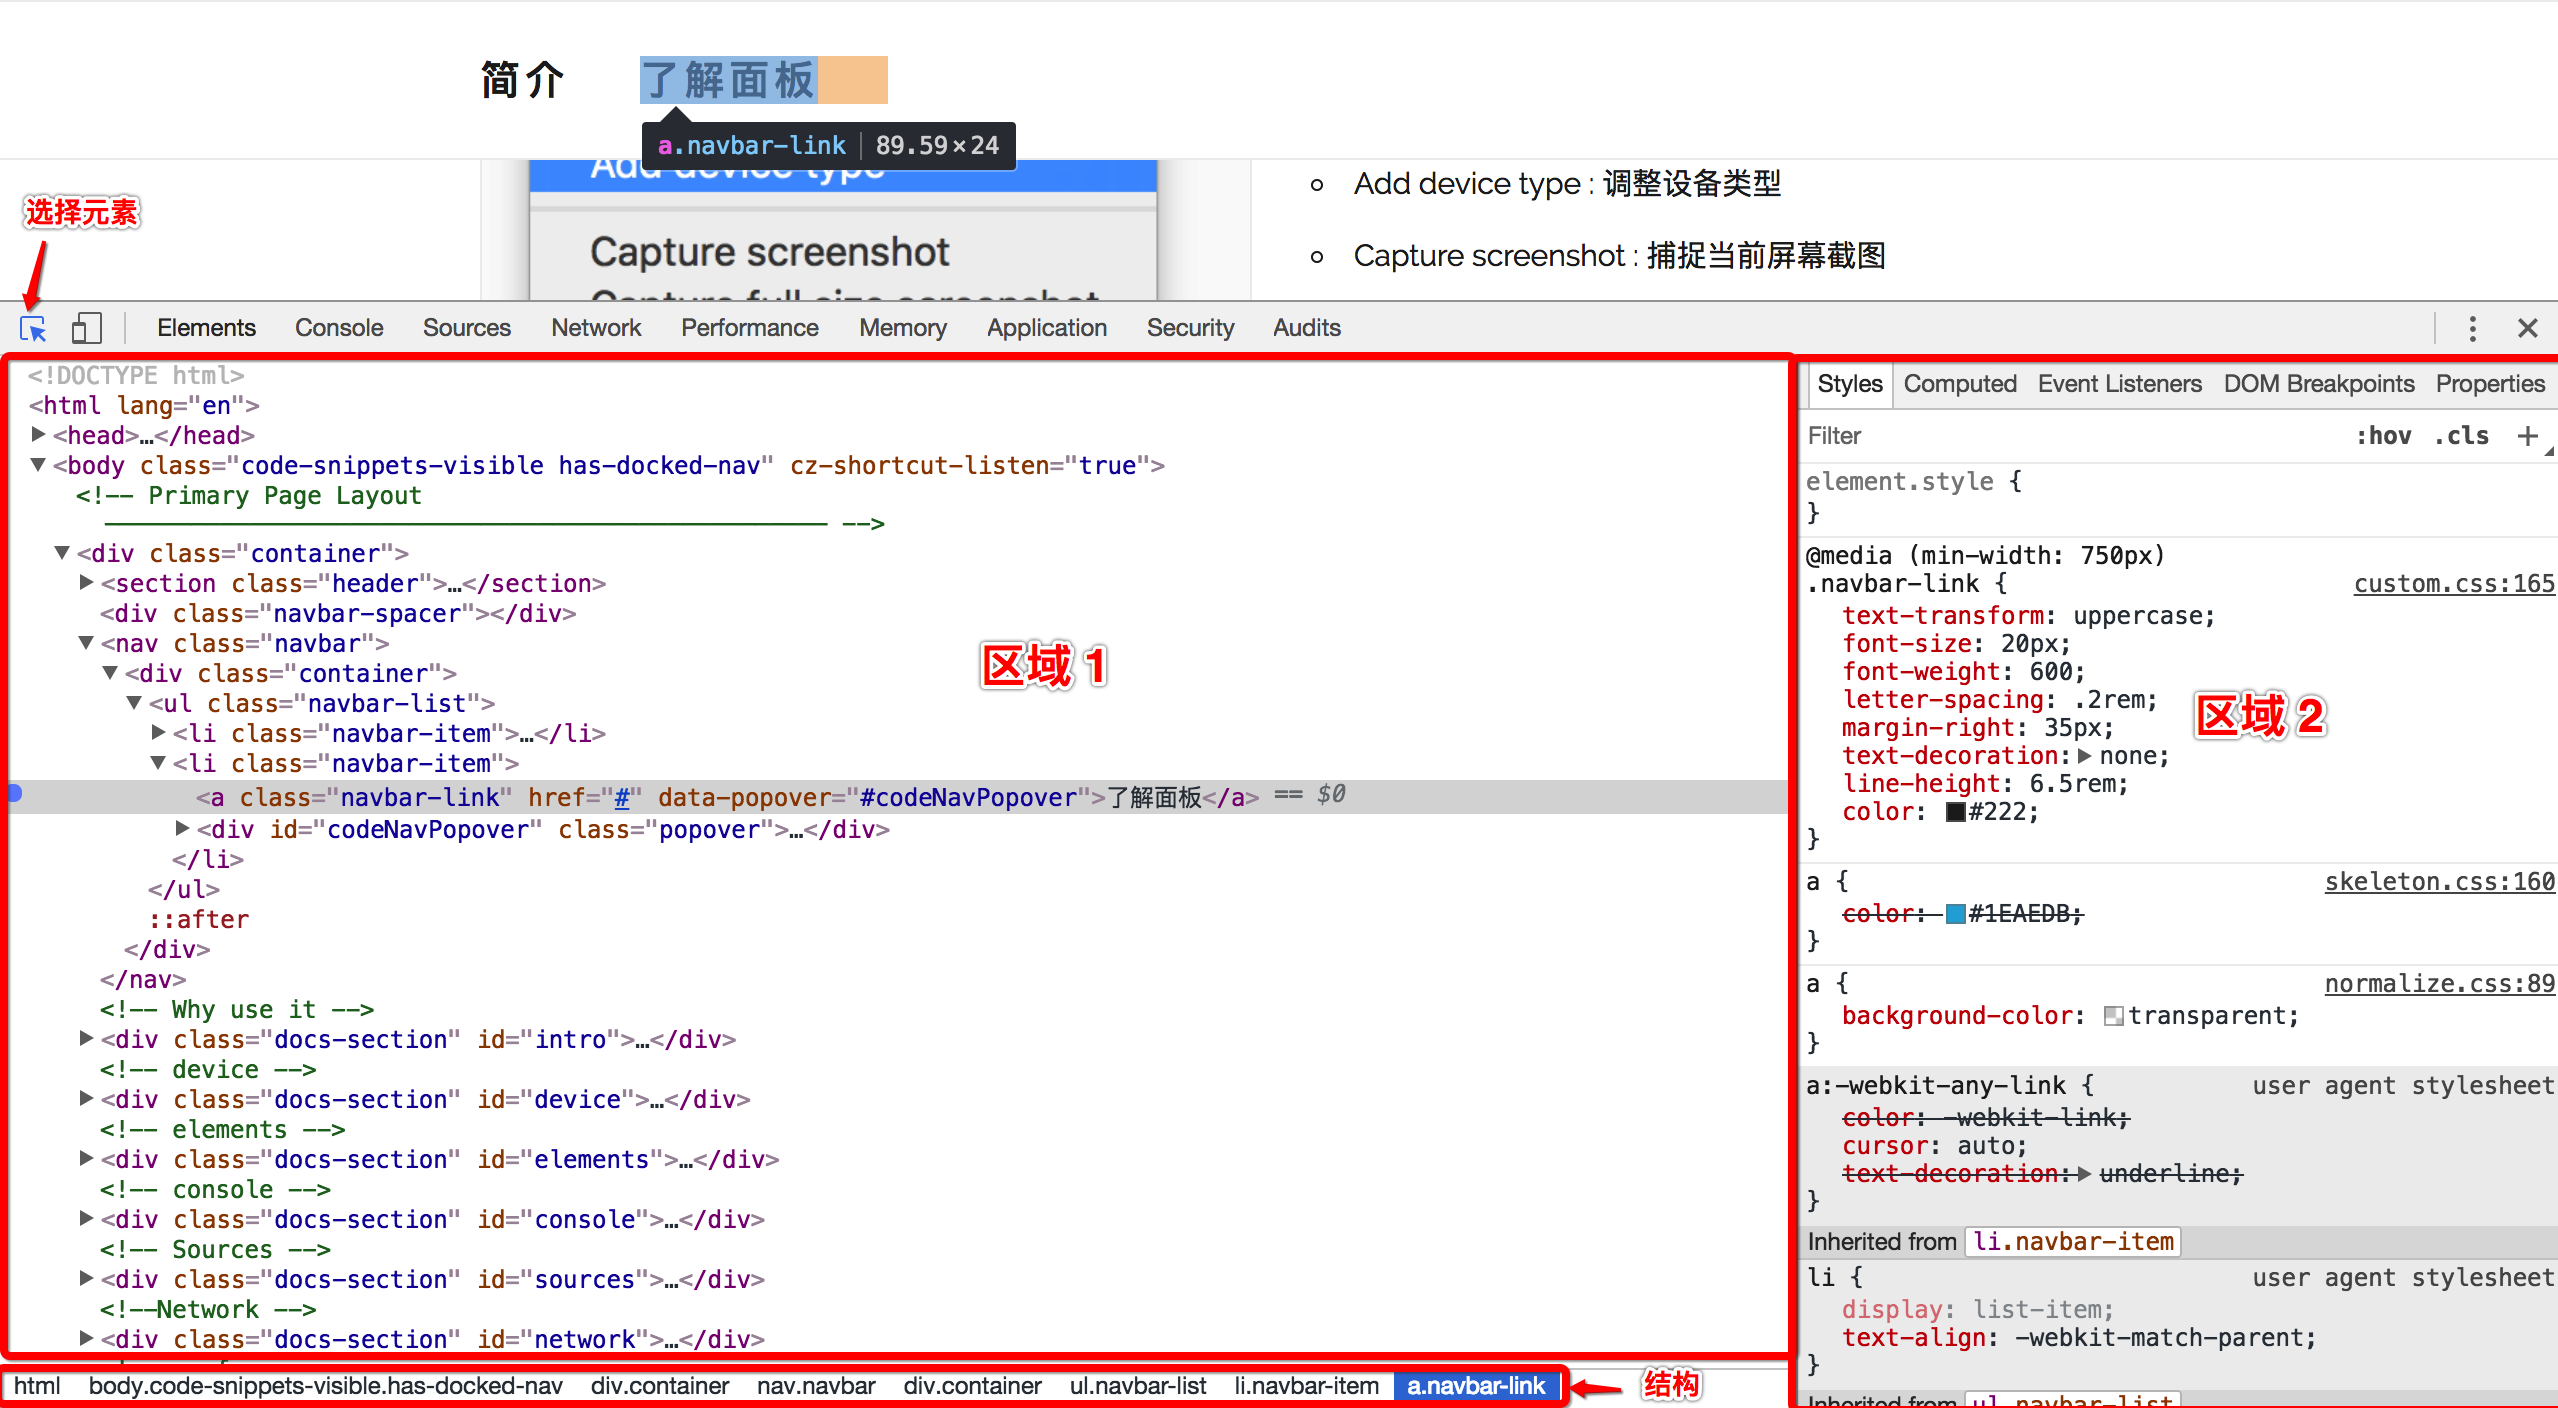 简介 了解面板
a.navbar-link 89.59×24
Add device type
Add device type : 调整设备类型
选择元素
Capture screenshot
Capture screenshot : 捕捉当前屏幕截图
Capture full size screenshot
Elements Console Sources Network Performance Memory Application Security Audits
<!DOCTYPE html>
<html lang="en">
<head>…</head>
<body class="code-snippets-visible has-docked-nav" cz-shortcut-listen="true">
<!-- Primary Page Layout
–––––––––––––––––––––––––––––––––––––––––––––––––– -->
<div class="container">
<section class="header">…</section>
<div class="navbar-spacer"></div>
<nav class="navbar">
<div class="container">
<ul class="navbar-list">
<li class="navbar-item">…</li>
<li class="navbar-item">
<a class="navbar-link" href="#" data-popover="#codeNavPopover">了解面板</a> == $0
<div id="codeNavPopover" class="popover">…</div>
</li>
</ul>
::after
</div>
</nav>
<!-- Why use it -->
<div class="docs-section" id="intro">…</div>
<!-- device -->
<div class="docs-section" id="device">…</div>
<!-- elements -->
<div class="docs-section" id="elements">…</div>
<!-- console -->
<div class="docs-section" id="console">…</div>
<!-- Sources -->
<div class="docs-section" id="sources">…</div>
<!--Network -->
<div class="docs-section" id="network">…</div>
区域 1
html body.code-snippets-visible.has-docked-nav div.container nav.navbar div.container ul.navbar-list li.navbar-item a.navbar-link
结构
Styles Computed Event Listeners DOM Breakpoints Properties
Filter :hov .cls +
element.style {
}
@media (min-width: 750px)
.navbar-link { custom.css:165
text-transform: uppercase;
font-size: 20px;
font-weight: 600;
letter-spacing: .2rem;
margin-right: 35px;
text-decoration: none;
line-height: 6.5rem;
color: #222;
}
区域 2
a { skeleton.css:160
color: #1EAEDB;
}
a { normalize.css:89
background-color: transparent;
}
a:-webkit-any-link { user agent stylesheet
color: -webkit-link;
cursor: auto;
text-decoration: underline;
}
Inherited from li.navbar-item
li { user agent stylesheet
display: list-item;
text-align: -webkit-match-parent;
}
Inherited from ul.navbar-list